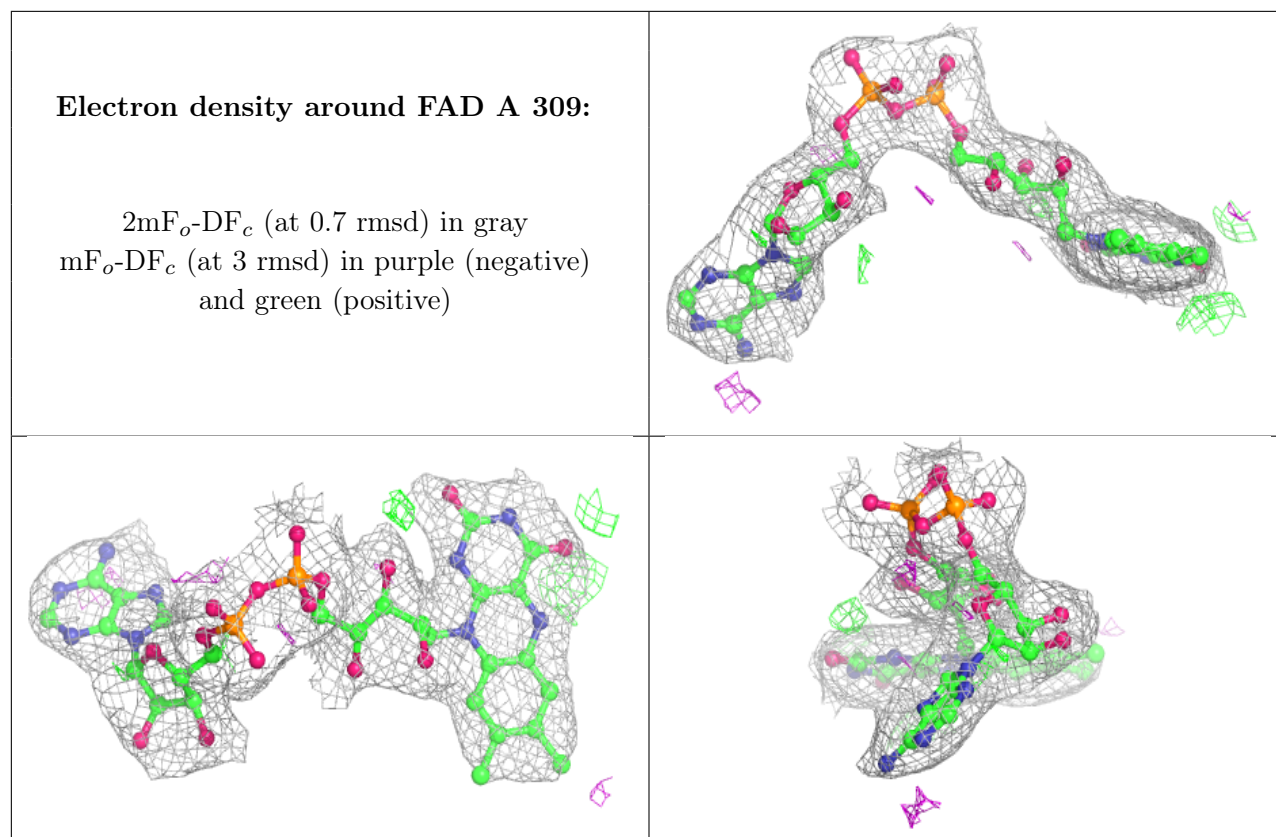 Electron density around FAD A 309:
2mFₒ-DF𝒸 (at 0.7 rmsd) in gray
mFₒ-DF𝒸 (at 3 rmsd) in purple (negative)
and green (positive)